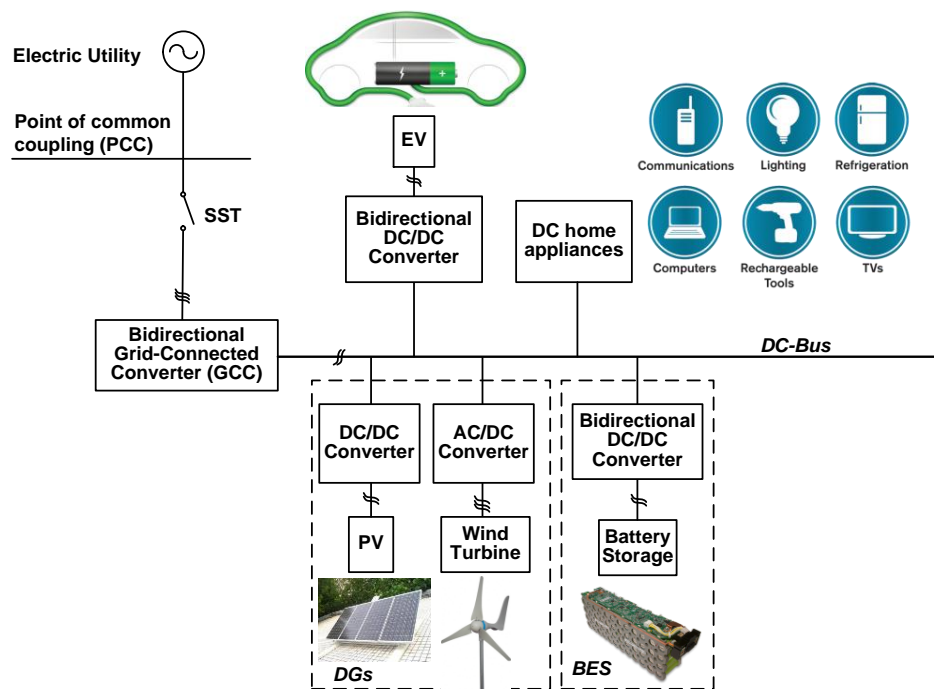 Electric Utility
Point of common
coupling (PCC)
SST
Bidirectional
Grid-Connected
Converter (GCC)
EV
Bidirectional
DC/DC
Converter
DC home
appliances
Communications
Lighting
Refrigeration
Computers
Rechargeable
Tools
TVs
DC-Bus
DC/DC
Converter
AC/DC
Converter
Bidirectional
DC/DC
Converter
PV
Wind
Turbine
Battery
Storage
DGs
BES